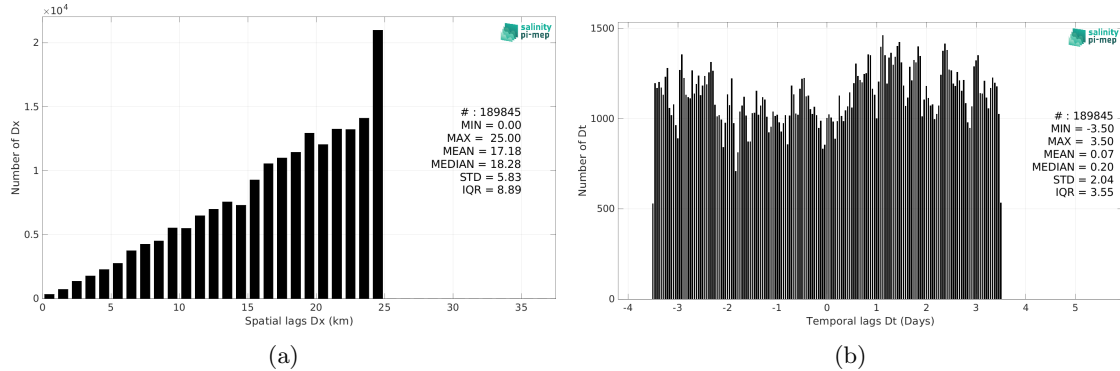 ×10⁴
2
1.5
1
0.5
0
Number of Dx
0 5 10 15 20 25 30 35
Spatial lags Dx (km)
salinity
pi-mep
# : 189845
MIN = 0.00
MAX = 25.00
MEAN = 17.18
MEDIAN = 18.28
STD = 5.83
IQR = 8.89
(a)
1500
1000
500
0
Number of Dt
-4 -3 -2 -1 0 1 2 3 4 5
Temporal lags Dt (Days)
salinity
pi-mep
# : 189845
MIN = -3.50
MAX = 3.50
MEAN = 0.07
MEDIAN = 0.20
STD = 2.04
IQR = 3.55
(b)